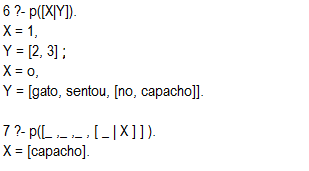 6 ?- p([X|Y]).
X = 1,
Y = [2, 3] ;
X = o,
Y = [gato, sentou, [no, capacho]].
7 ?- p([_ ,_ ,_ , [ _ | X ] ] ).
X = [capacho].